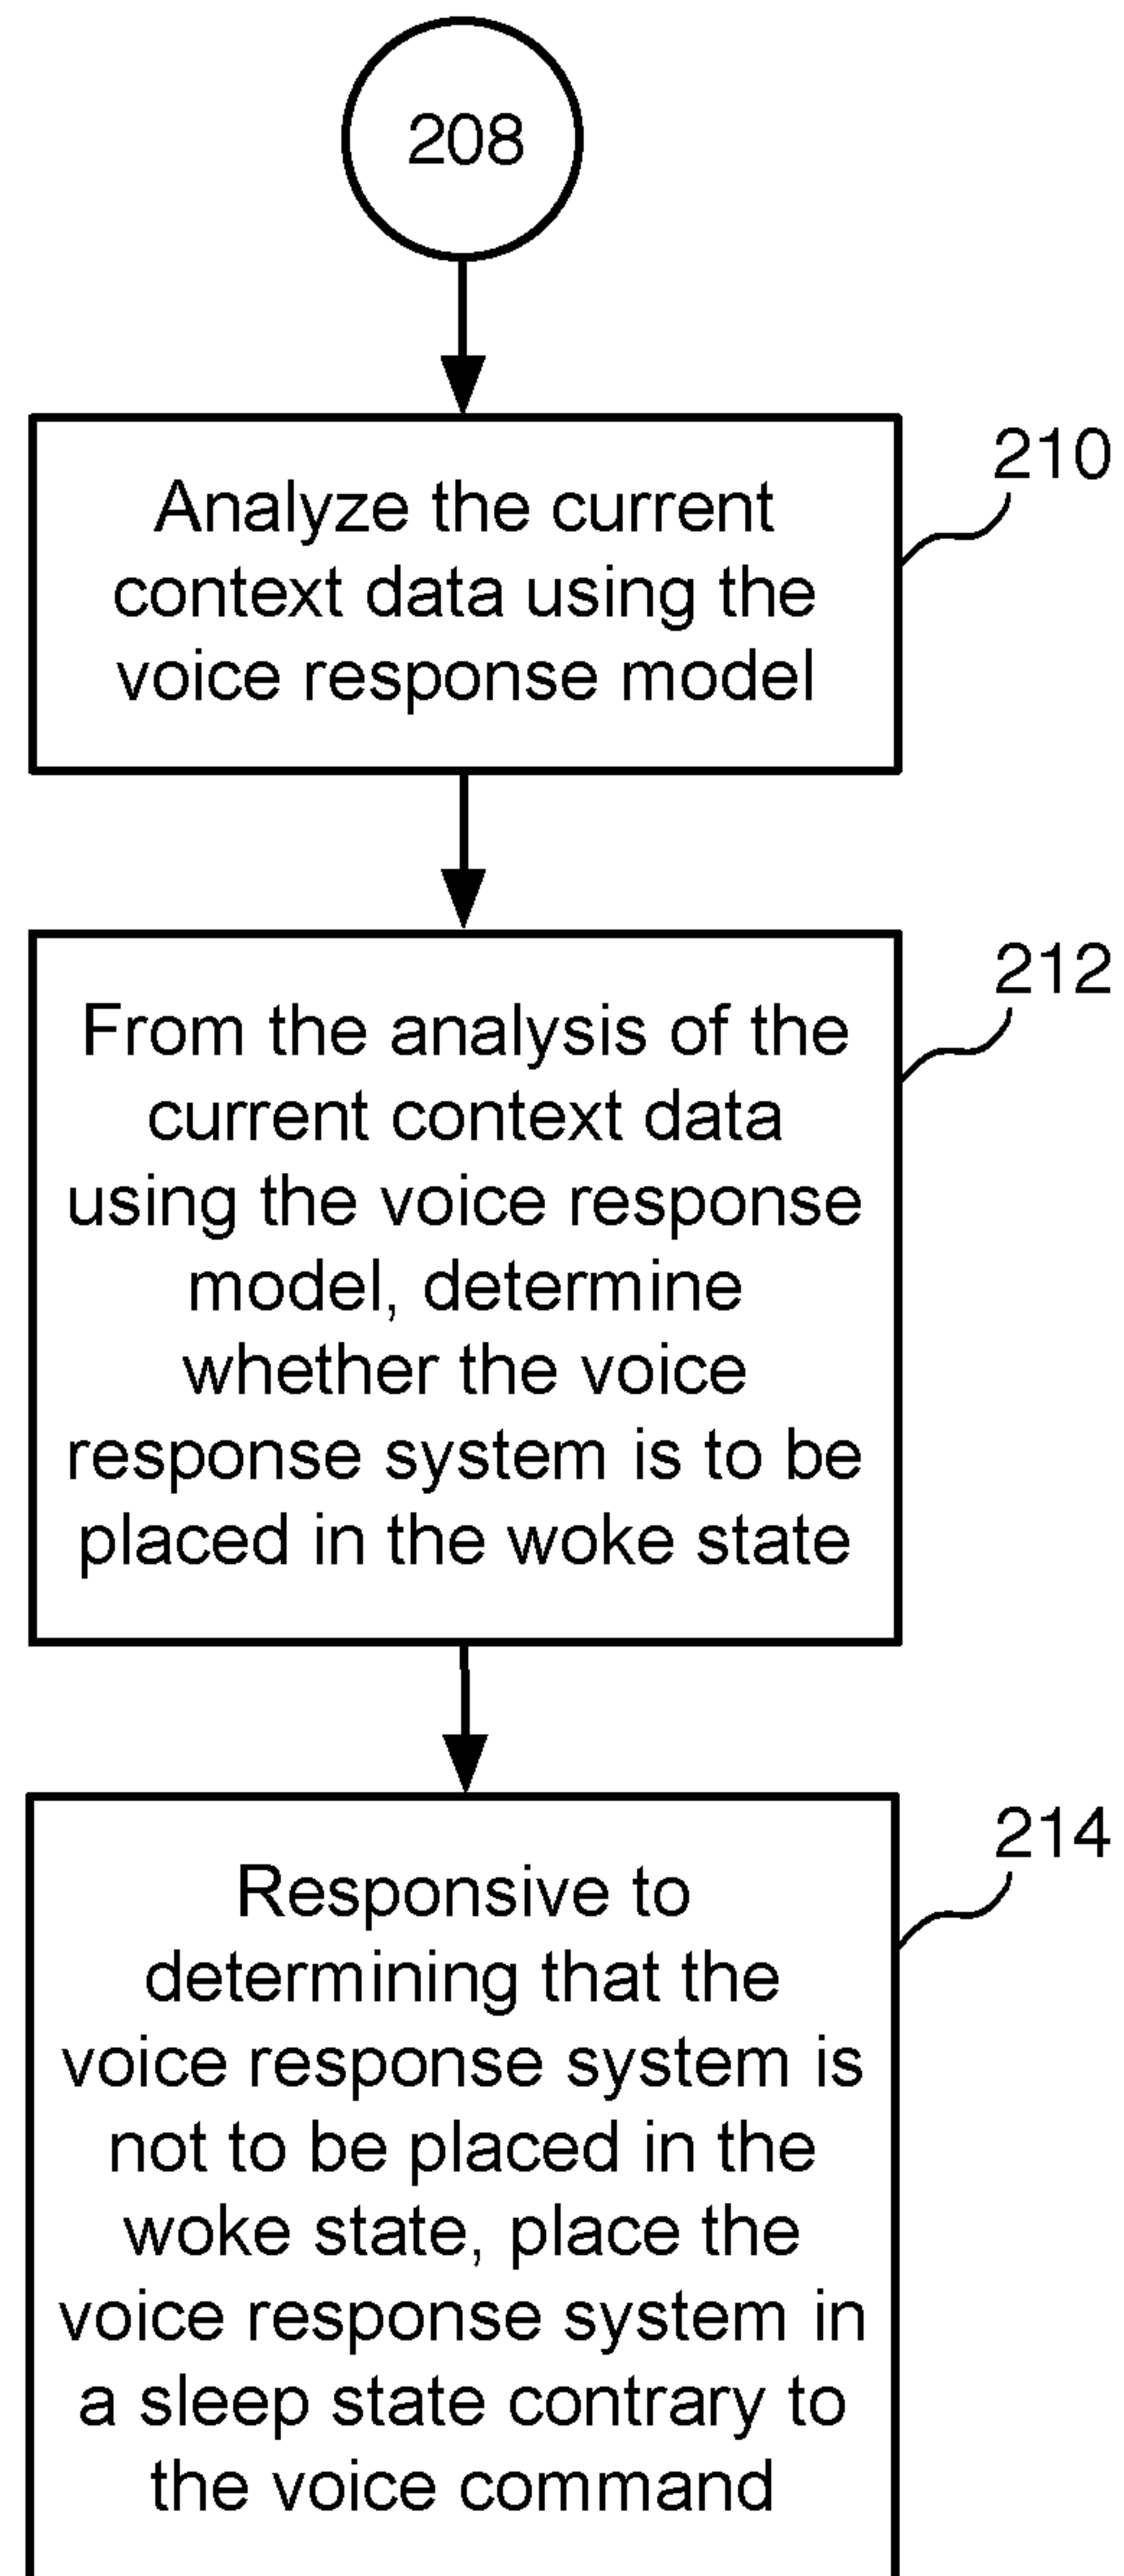 208
210
Analyze the current
context data using the
voice response model
212
From the analysis of the
current context data
using the voice response
model, determine
whether the voice
response system is to be
placed in the woke state
214
Responsive to
determining that the
voice response system is
not to be placed in the
woke state, place the
voice response system in
a sleep state contrary to
the voice command